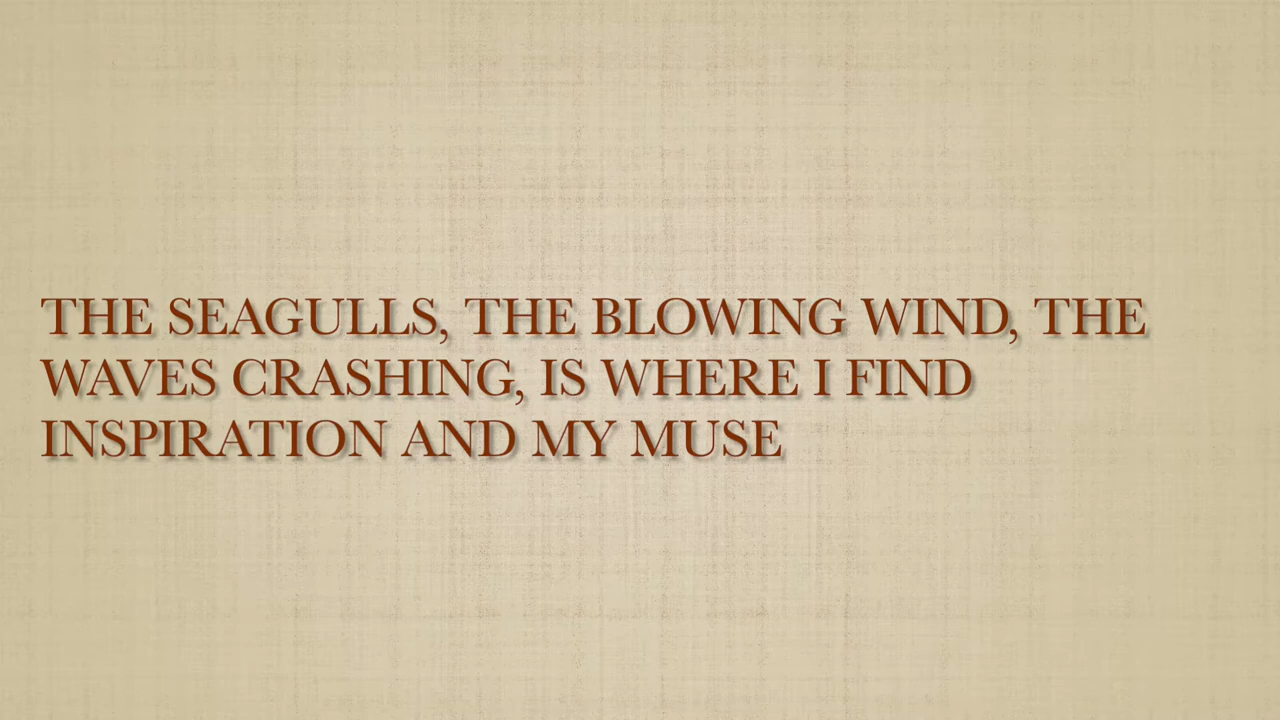 THE SEAGULLS, THE BLOWING WIND, THE
WAVES CRASHING, IS WHERE I FIND
INSPIRATION AND MY MUSE